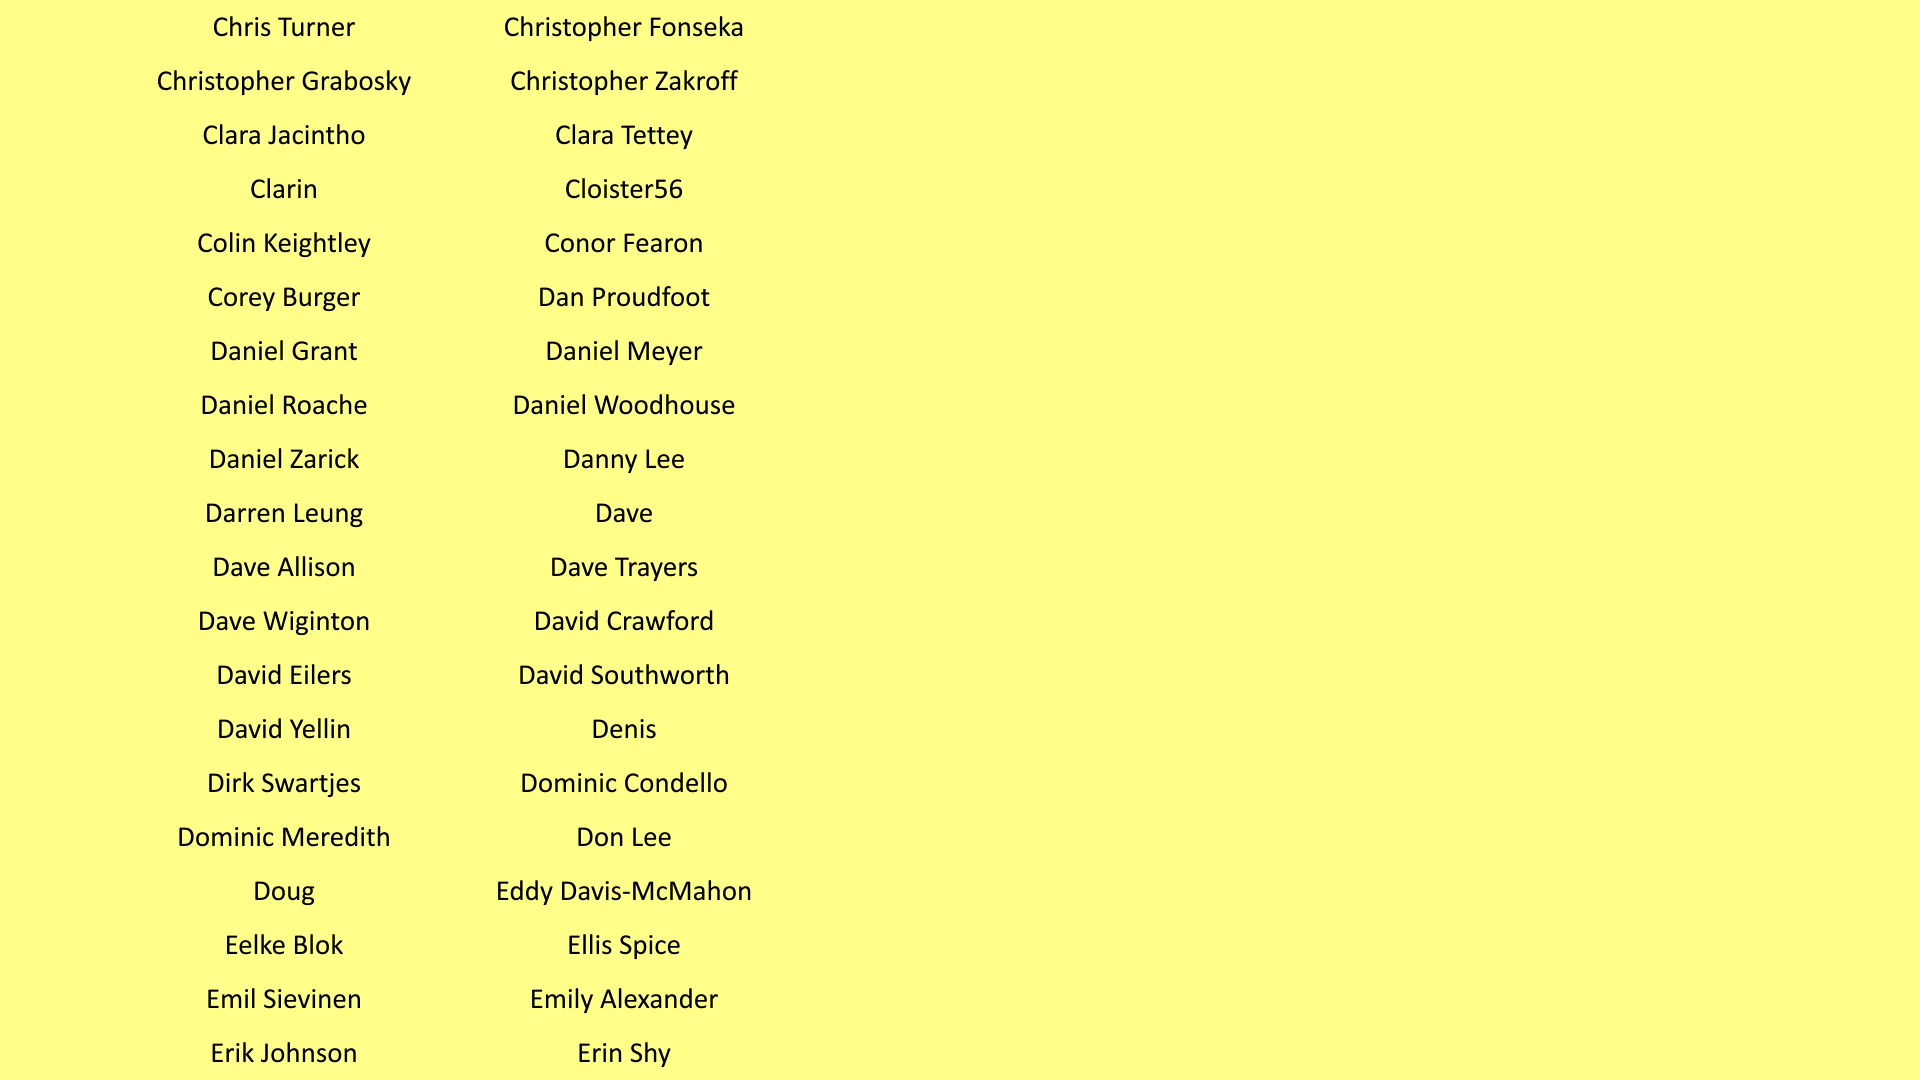 Chris Turner Christopher Fonseka
Christopher Grabosky Christopher Zakroff
Clara Jacintho Clara Tettey
Clarin Cloister56
Colin Keightley Conor Fearon
Corey Burger Dan Proudfoot
Daniel Grant Daniel Meyer
Daniel Roache Daniel Woodhouse
Daniel Zarick Danny Lee
Darren Leung Dave
Dave Allison Dave Trayers
Dave Wiginton David Crawford
David Eilers David Southworth
David Yellin Denis
Dirk Swartjes Dominic Condello
Dominic Meredith Don Lee
Doug Eddy Davis-McMahon
Eelke Blok Ellis Spice
Emil Sievinen Emily Alexander
Erik Johnson Erin Shy